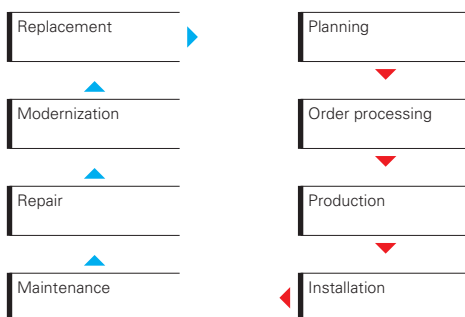 Replacement
Planning
Modernization
Order processing
Repair
Production
Maintenance
Installation